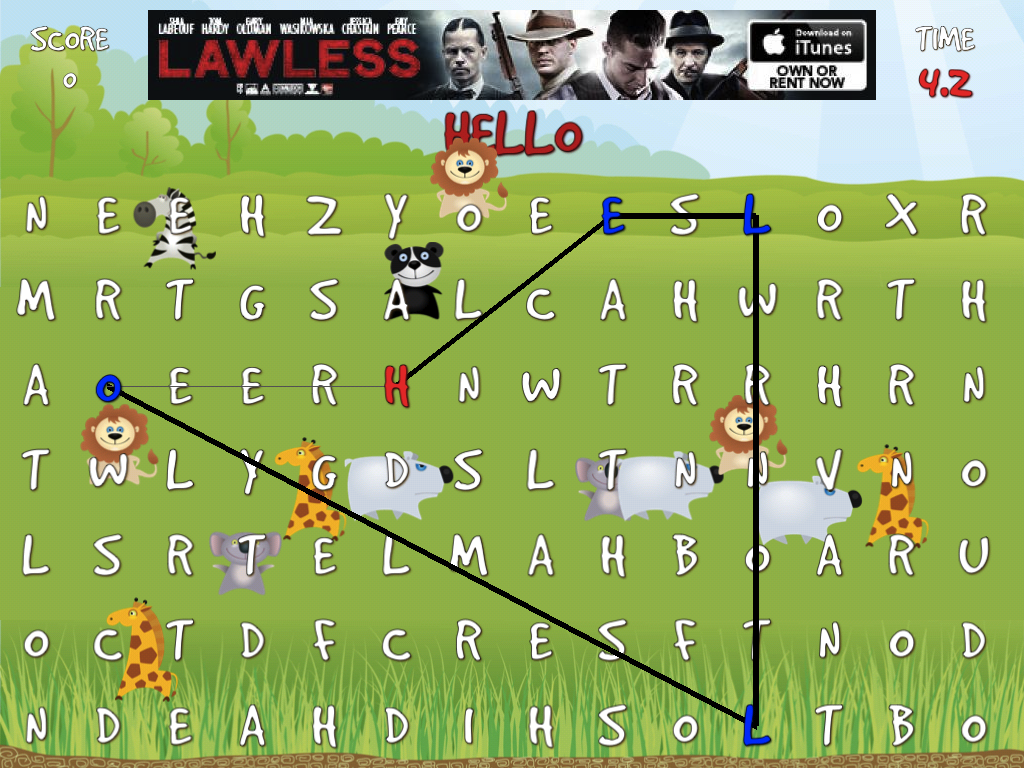 SCORE
0
SHIA LABEOUF TOM HARDY GARY OLDMAN MIA WASIKOWSKA JESSICA CHASTAIN GUY PEARCE
LAWLESS
Download on
iTunes
OWN OR
RENT NOW
TIME
4.2
HELLO
N E E H Z Y O E E S L O X R
M R T G S A L C A H W R T H
A O E E R H N W T R R H R N
T W L Y G D S L T N N V N O
L S R T E L M A H B O A R U
O C T D F C R E S F T N O D
N D E A H D I H S O L T B O